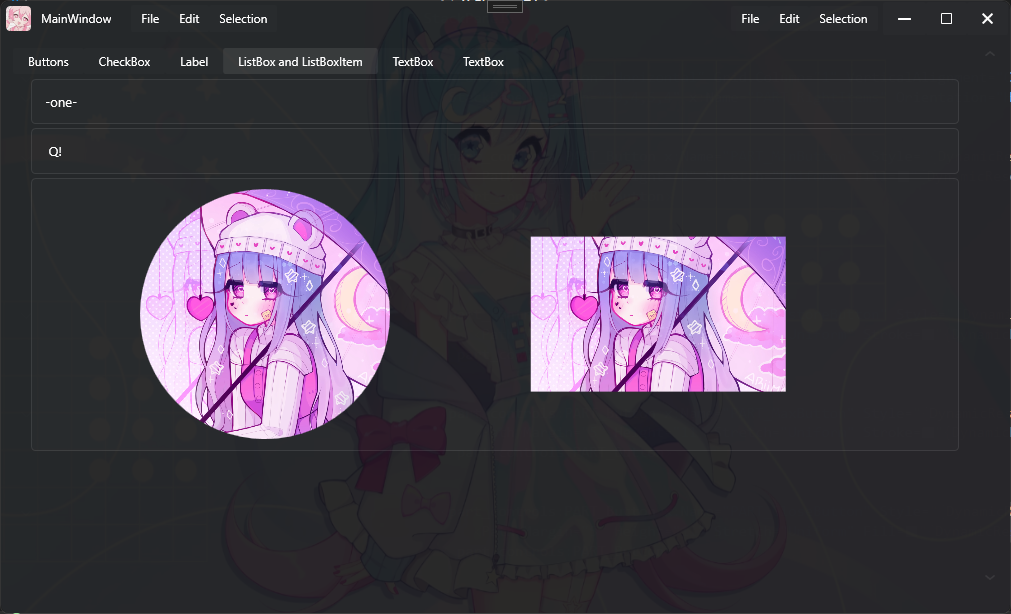 MainWindow File Edit Selection File Edit Selection
Buttons CheckBox Label ListBox and ListBoxItem TextBox TextBox
-one-
Q!